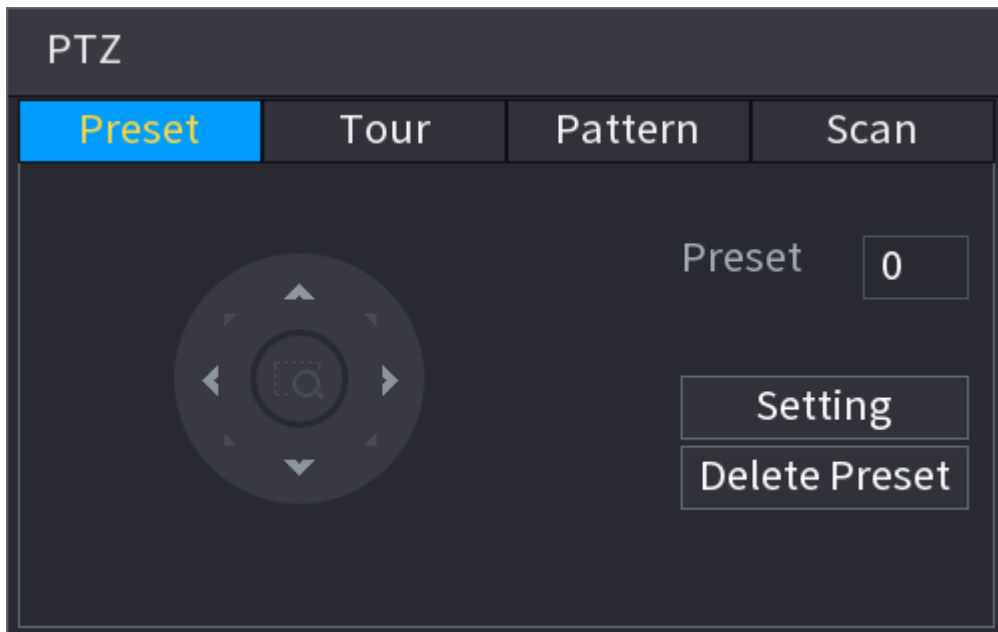 PTZ
Preset Tour Pattern Scan
Preset 0
Setting
Delete Preset